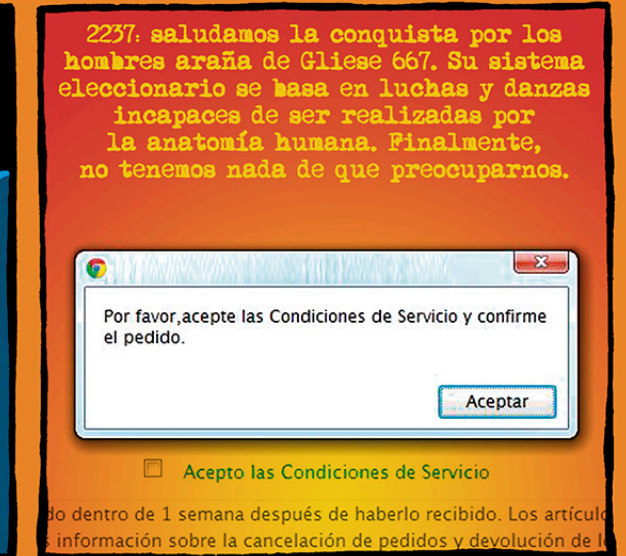 2237: saludamos la conquista por los
hombres araña de Gliese 667. Su sistema
eleccionario se basa en luchas y danzas
incapaces de ser realizadas por
la anatomía humana. Finalmente,
no tenemos nada de que preocuparnos.
Por favor,acepte las Condiciones de Servicio y confirme
el pedido.
Aceptar
Acepto las Condiciones de Servicio
do dentro de 1 semana después de haberlo recibido. Los
información sobre la cancelación de pedidos y devolución de